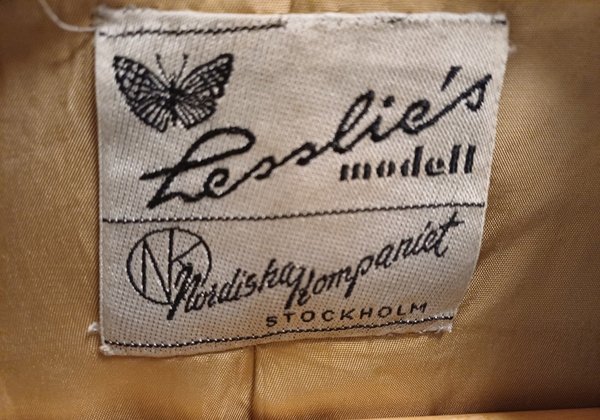 Lesslie's
modell
NK Nordiska Kompaniet
STOCKHOLM